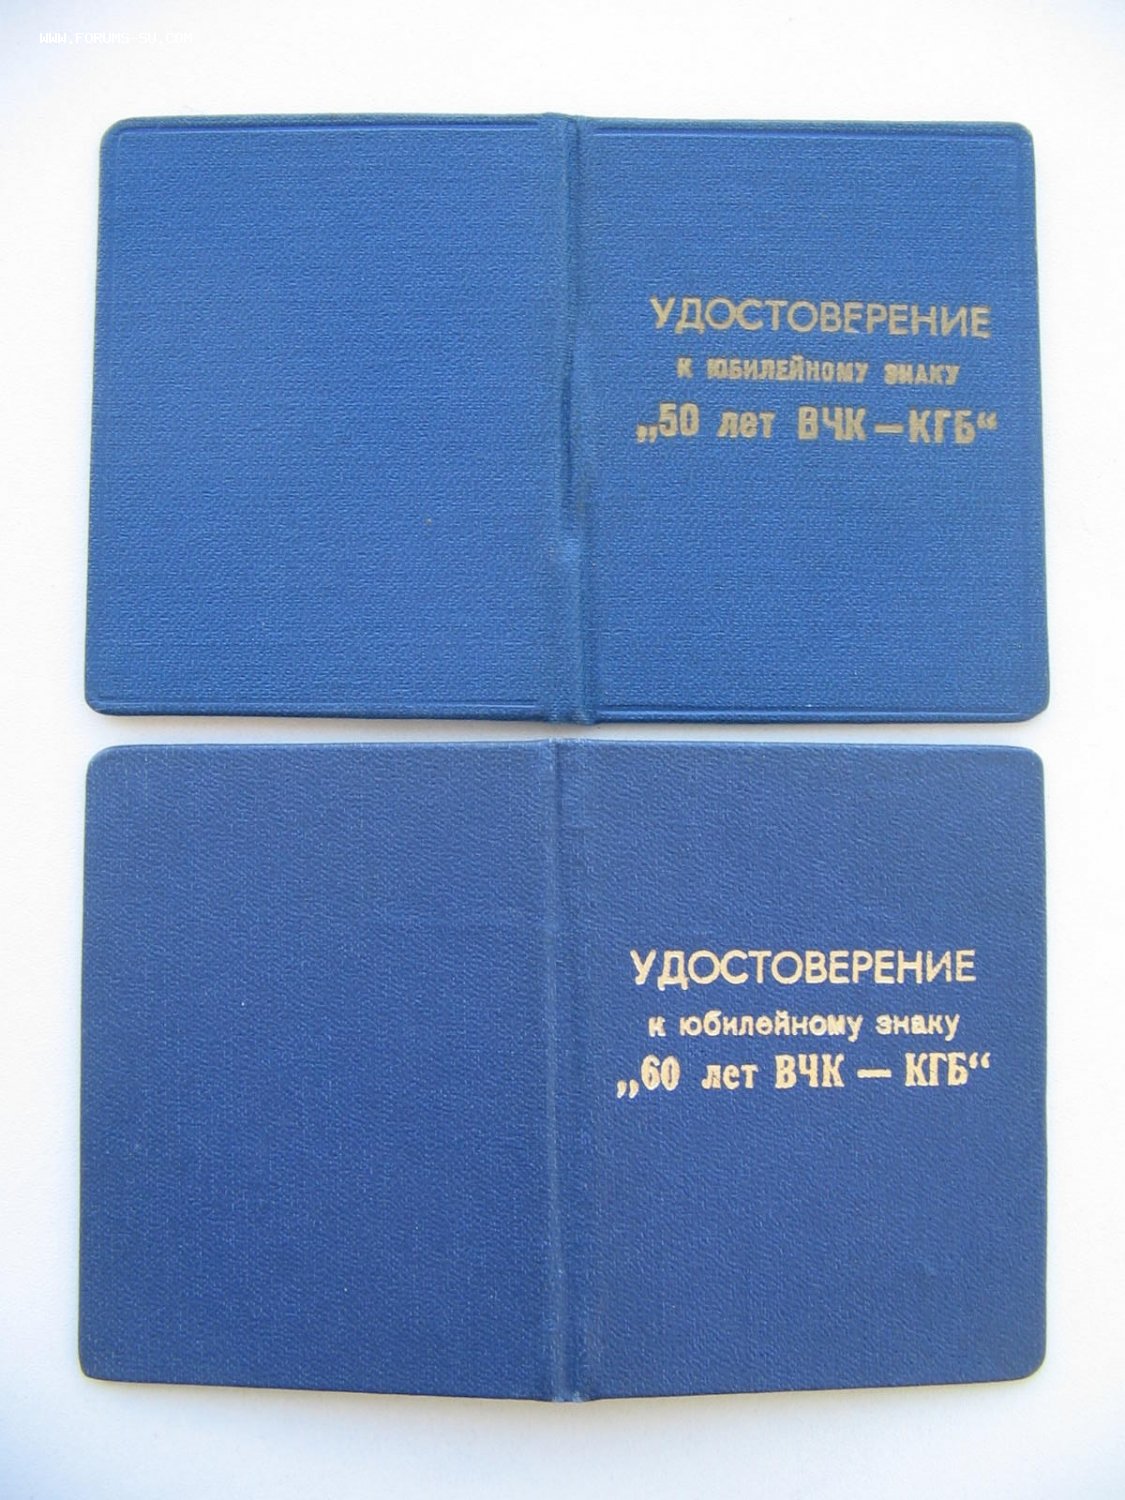 WWW.FORUMS-SU.COM
УДОСТОВЕРЕНИЕ
К ЮБИЛЕЙНОМУ ЗНАКУ
„50 лет ВЧК—КГБ“
УДОСТОВЕРЕНИЕ
к юбилейному знаку
„60 лет ВЧК — КГБ“